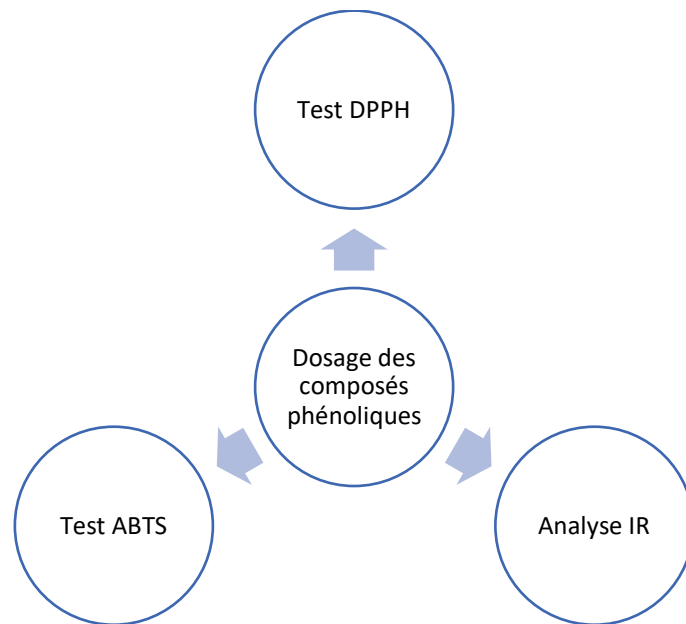 Test DPPH
Dosage des
composés
phénoliques
Test ABTS
Analyse IR